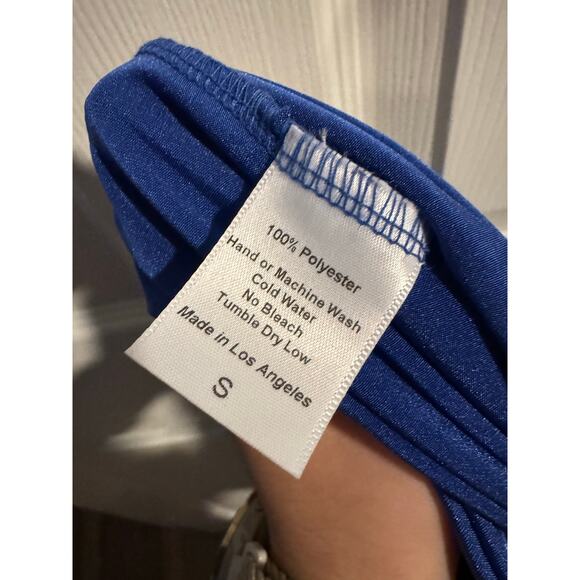 100% Polyester
Hand or Machine Wash
Cold Water
No Bleach
Tumble Dry Low
Made in Los Angeles
S